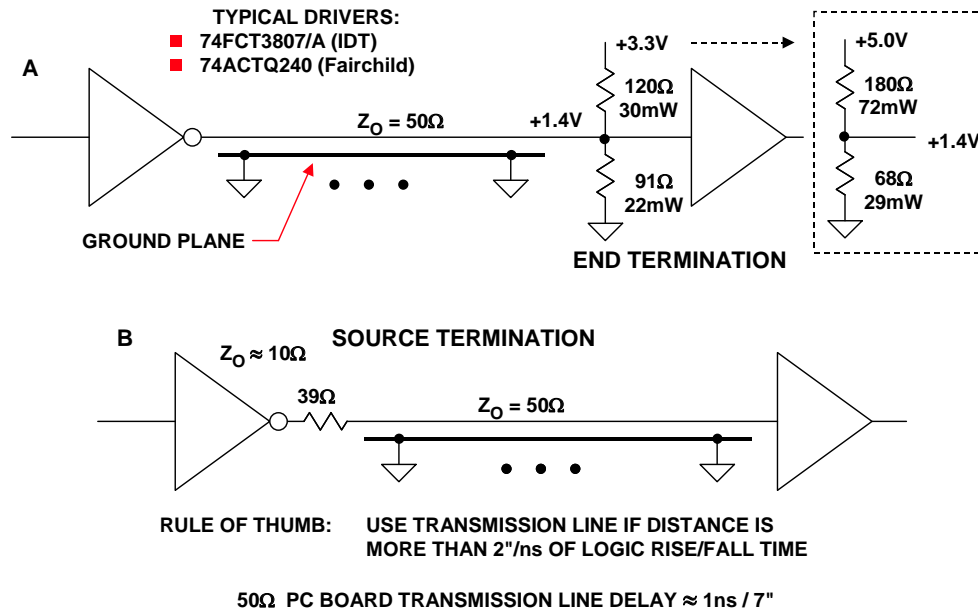 TYPICAL DRIVERS:
74FCT3807/A (IDT)
74ACTQ240 (Fairchild)
A
Z_O = 50Ω
+1.4V
+3.3V
120Ω
30mW
91Ω
22mW
+5.0V
180Ω
72mW
+1.4V
68Ω
29mW
GROUND PLANE
END TERMINATION
B
SOURCE TERMINATION
Z_O ≈ 10Ω
39Ω
Z_O = 50Ω
RULE OF THUMB: USE TRANSMISSION LINE IF DISTANCE IS
MORE THAN 2"/ns OF LOGIC RISE/FALL TIME
50Ω PC BOARD TRANSMISSION LINE DELAY ≈ 1ns / 7"